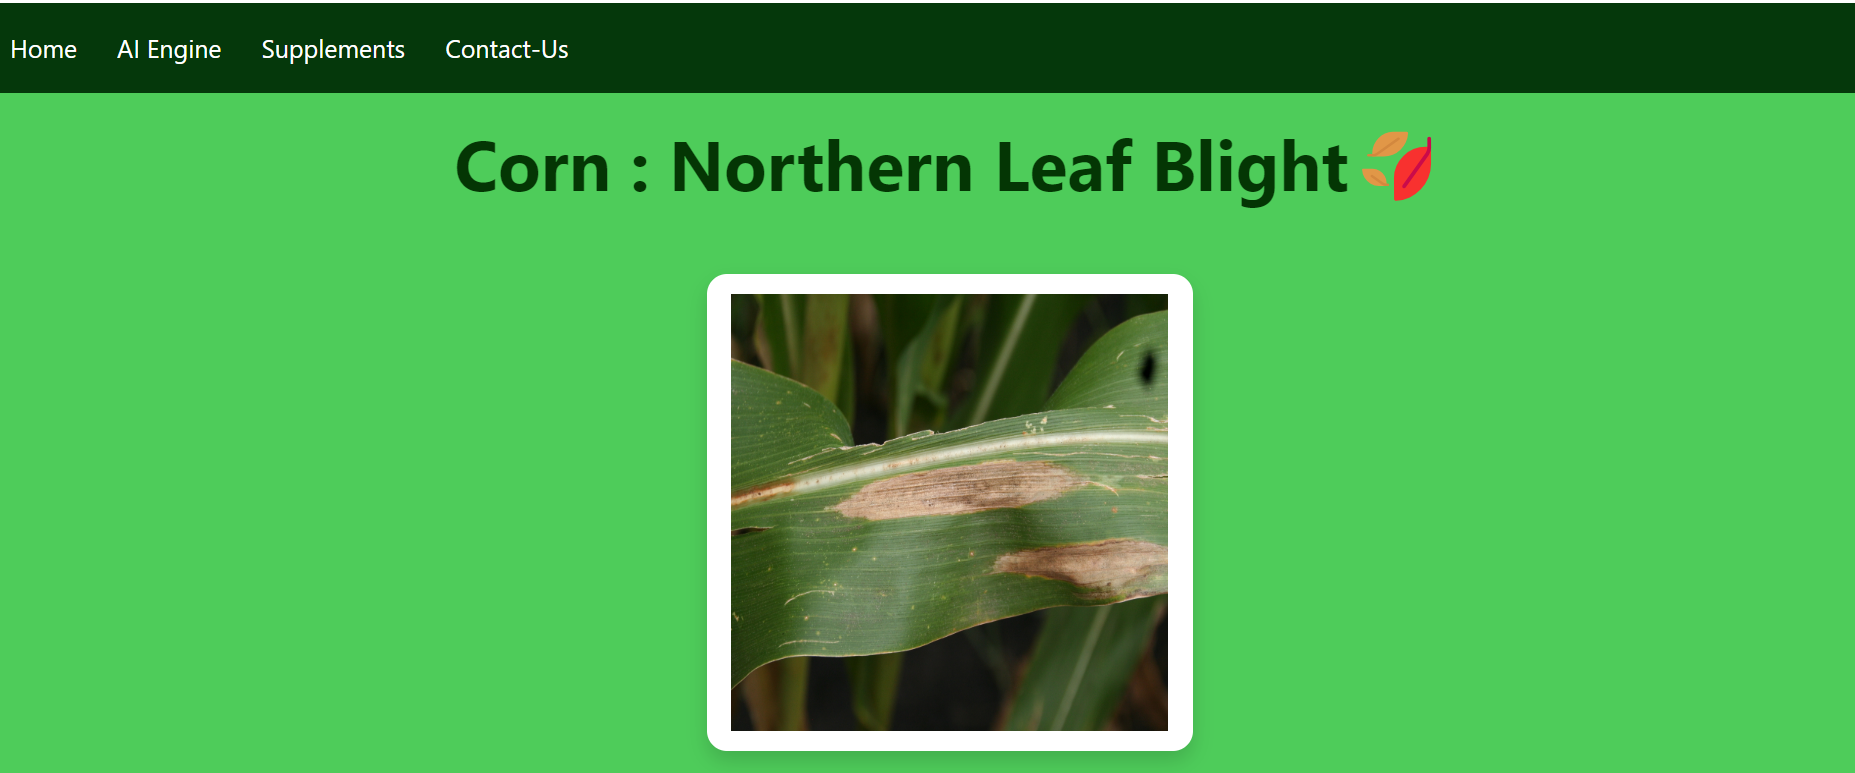 Home AI Engine Supplements Contact-Us
Corn : Northern Leaf Blight